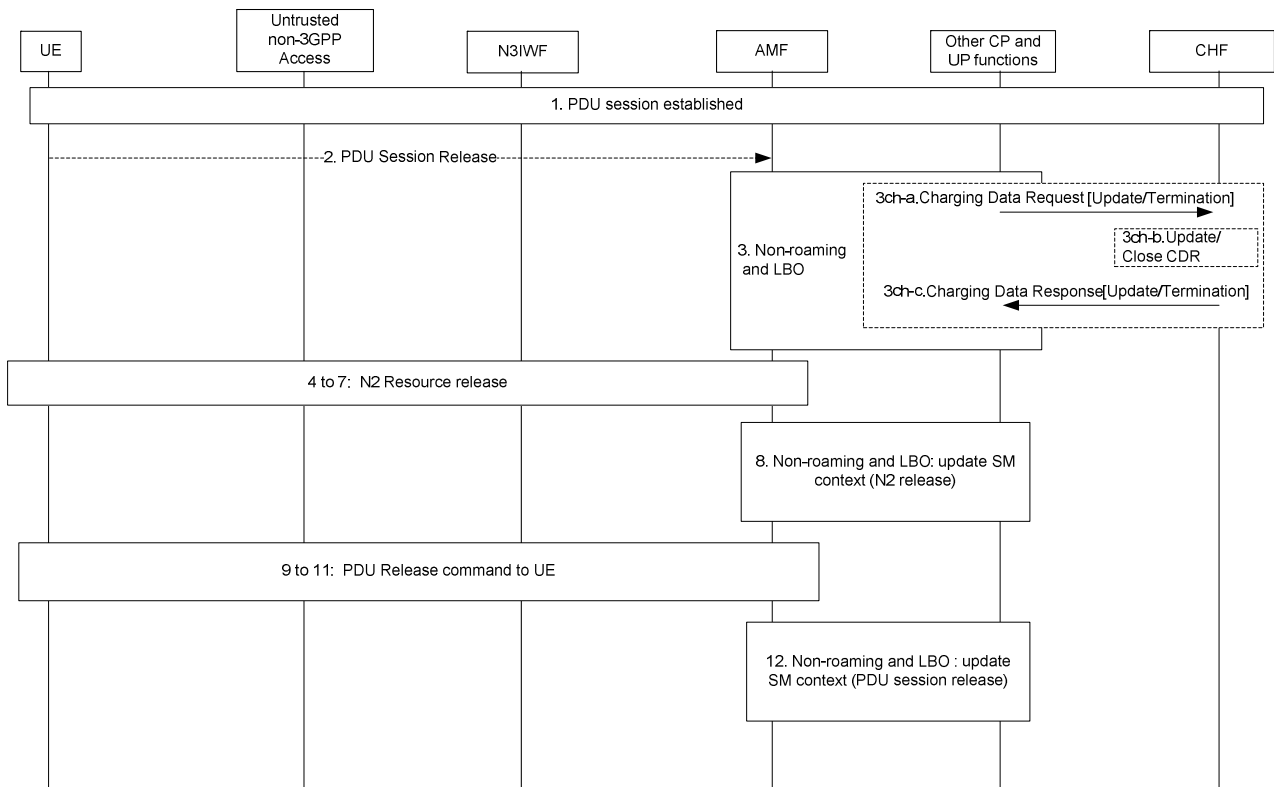 UE
Untrusted
non-3GPP
Access
N3IWF
AMF
Other CP and
UP functions
CHF
1. PDU session established
2. PDU Session Release
3ch-a.Charging Data Request [Update/Termination]
3. Non-roaming
and LBO
3ch-b.Update/
Close CDR
3ch-c.Charging Data Response[Update/Termination]
4 to 7: N2 Resource release
8. Non-roaming and LBO: update SM
context (N2 release)
9 to 11: PDU Release command to UE
12. Non-roaming and LBO : update
SM context (PDU session release)